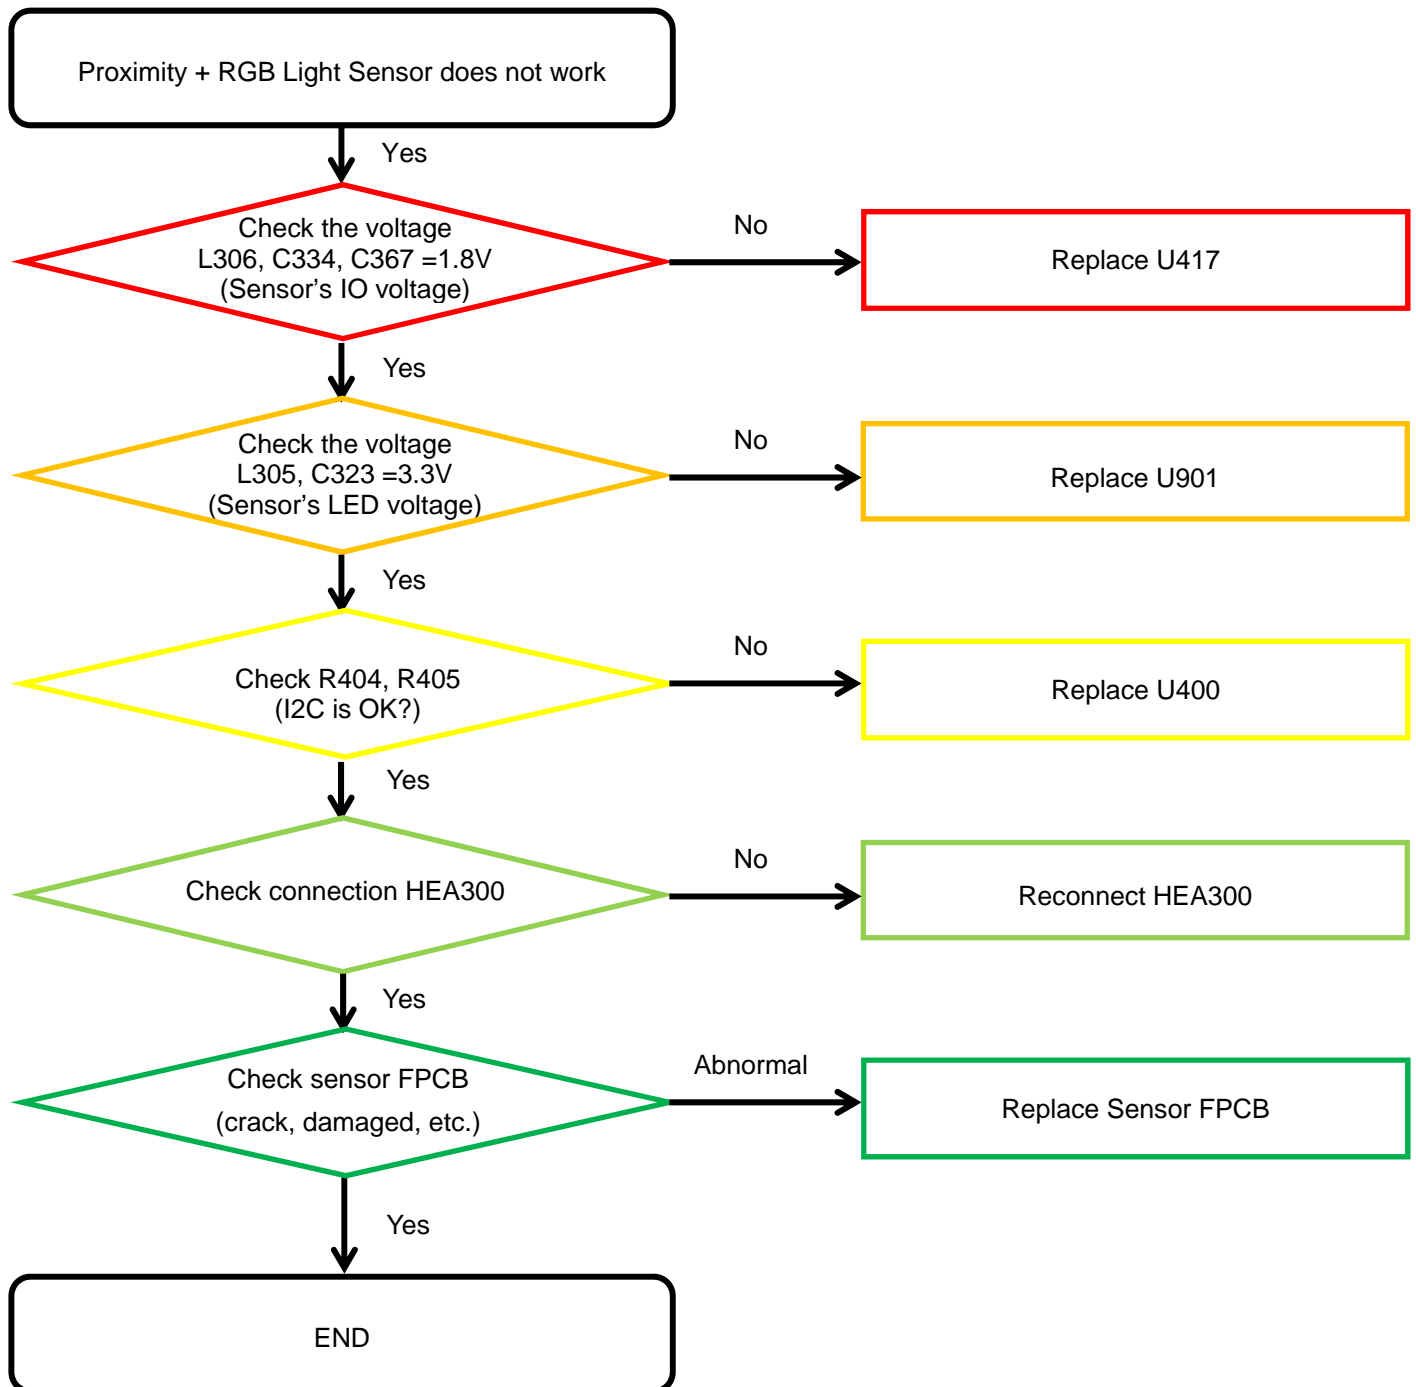 Proximity + RGB Light Sensor does not work
Yes
Check the voltage
L306, C334, C367 =1.8V
(Sensor's IO voltage)
No
Replace U417
Yes
Check the voltage
L305, C323 =3.3V
(Sensor's LED voltage)
No
Replace U901
Yes
Check R404, R405
(I2C is OK?)
No
Replace U400
Yes
Check connection HEA300
No
Reconnect HEA300
Yes
Check sensor FPCB
(crack, damaged, etc.)
Abnormal
Replace Sensor FPCB
Yes
END